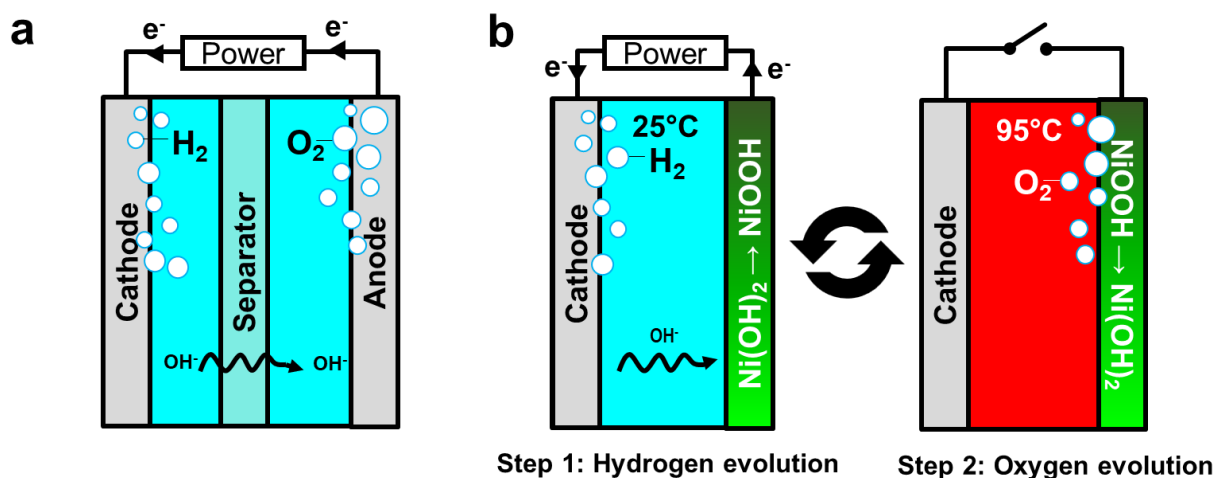 a
e-
Power
e-
H₂
O₂
Cathode
Separator
Anode
OH-
OH-
b
e-
Power
e-
25°C
H₂
Cathode
OH-
Ni(OH)₂ → NiOOH
Step 1: Hydrogen evolution
95°C
O₂
Cathode
NiOOH → Ni(OH)₂
Step 2: Oxygen evolution